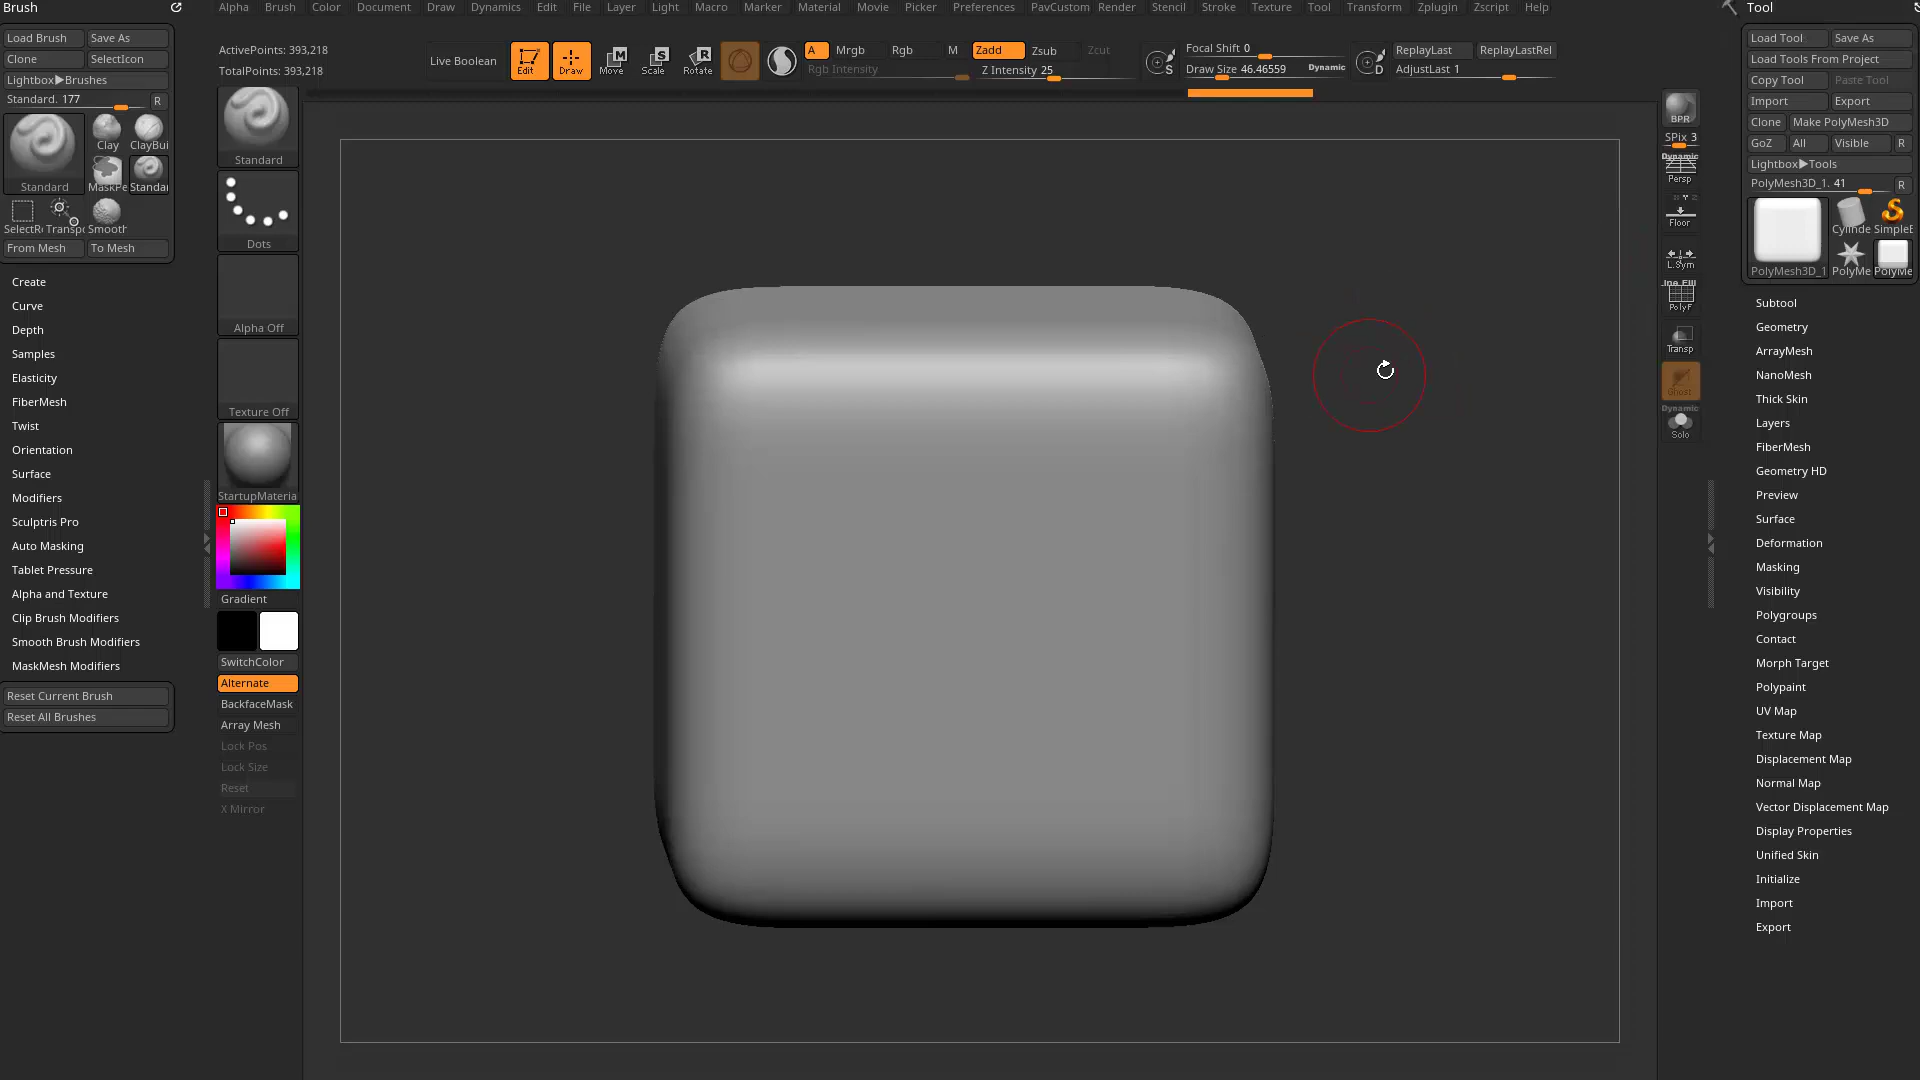 Brush
Alpha Brush Color Document Draw Dynamics Edit File Layer Light Macro Marker Material Movie Picker Preferences PavCustom Render Stencil Stroke Texture Tool Transform Zplugin Zscript Help
Tool
Load Brush Save As
Clone SelectIcon
Lightbox▶Brushes
Standard. 177 R
Standard
Clay ClayBui
MaskPe Standar
SelectR Transp Smooth
From Mesh To Mesh
Create
Curve
Depth
Samples
Elasticity
FiberMesh
Twist
Orientation
Surface
Modifiers
Sculptris Pro
Auto Masking
Tablet Pressure
Alpha and Texture
Clip Brush Modifiers
Smooth Brush Modifiers
MaskMesh Modifiers
Reset Current Brush
Reset All Brushes
ActivePoints: 393,218
TotalPoints: 393,218
Live Boolean
Edit
Draw
Move
Scale
Rotate
A Mrgb Rgb M Zadd Zsub Zcut
Rgb Intensity Z Intensity 25
S
Focal Shift 0
Draw Size 46.46559 Dynamic
D
ReplayLast ReplayLastRel
AdjustLast 1
Standard
Dots
Alpha Off
Texture Off
StartupMateria
Gradient
SwitchColor
Alternate
BackfaceMask
Array Mesh
Lock Pos
Lock Size
Reset
X Mirror
BPR
SPix 3
Dynamic
Persp
Floor
L.Sym
Line Fill
PolyF
Transp
Ghost
Dynamic
Solo
Load Tool Save As
Load Tools From Project
Copy Tool Paste Tool
Import Export
Clone Make PolyMesh3D
GoZ All Visible R
Lightbox▶Tools
PolyMesh3D_1. 41 R
PolyMesh3D_1
Cylinde SimpleE
PolyMe PolyMe
Subtool
Geometry
ArrayMesh
NanoMesh
Thick Skin
Layers
FiberMesh
Geometry HD
Preview
Surface
Deformation
Masking
Visibility
Polygroups
Contact
Morph Target
Polypaint
UV Map
Texture Map
Displacement Map
Normal Map
Vector Displacement Map
Display Properties
Unified Skin
Initialize
Import
Export